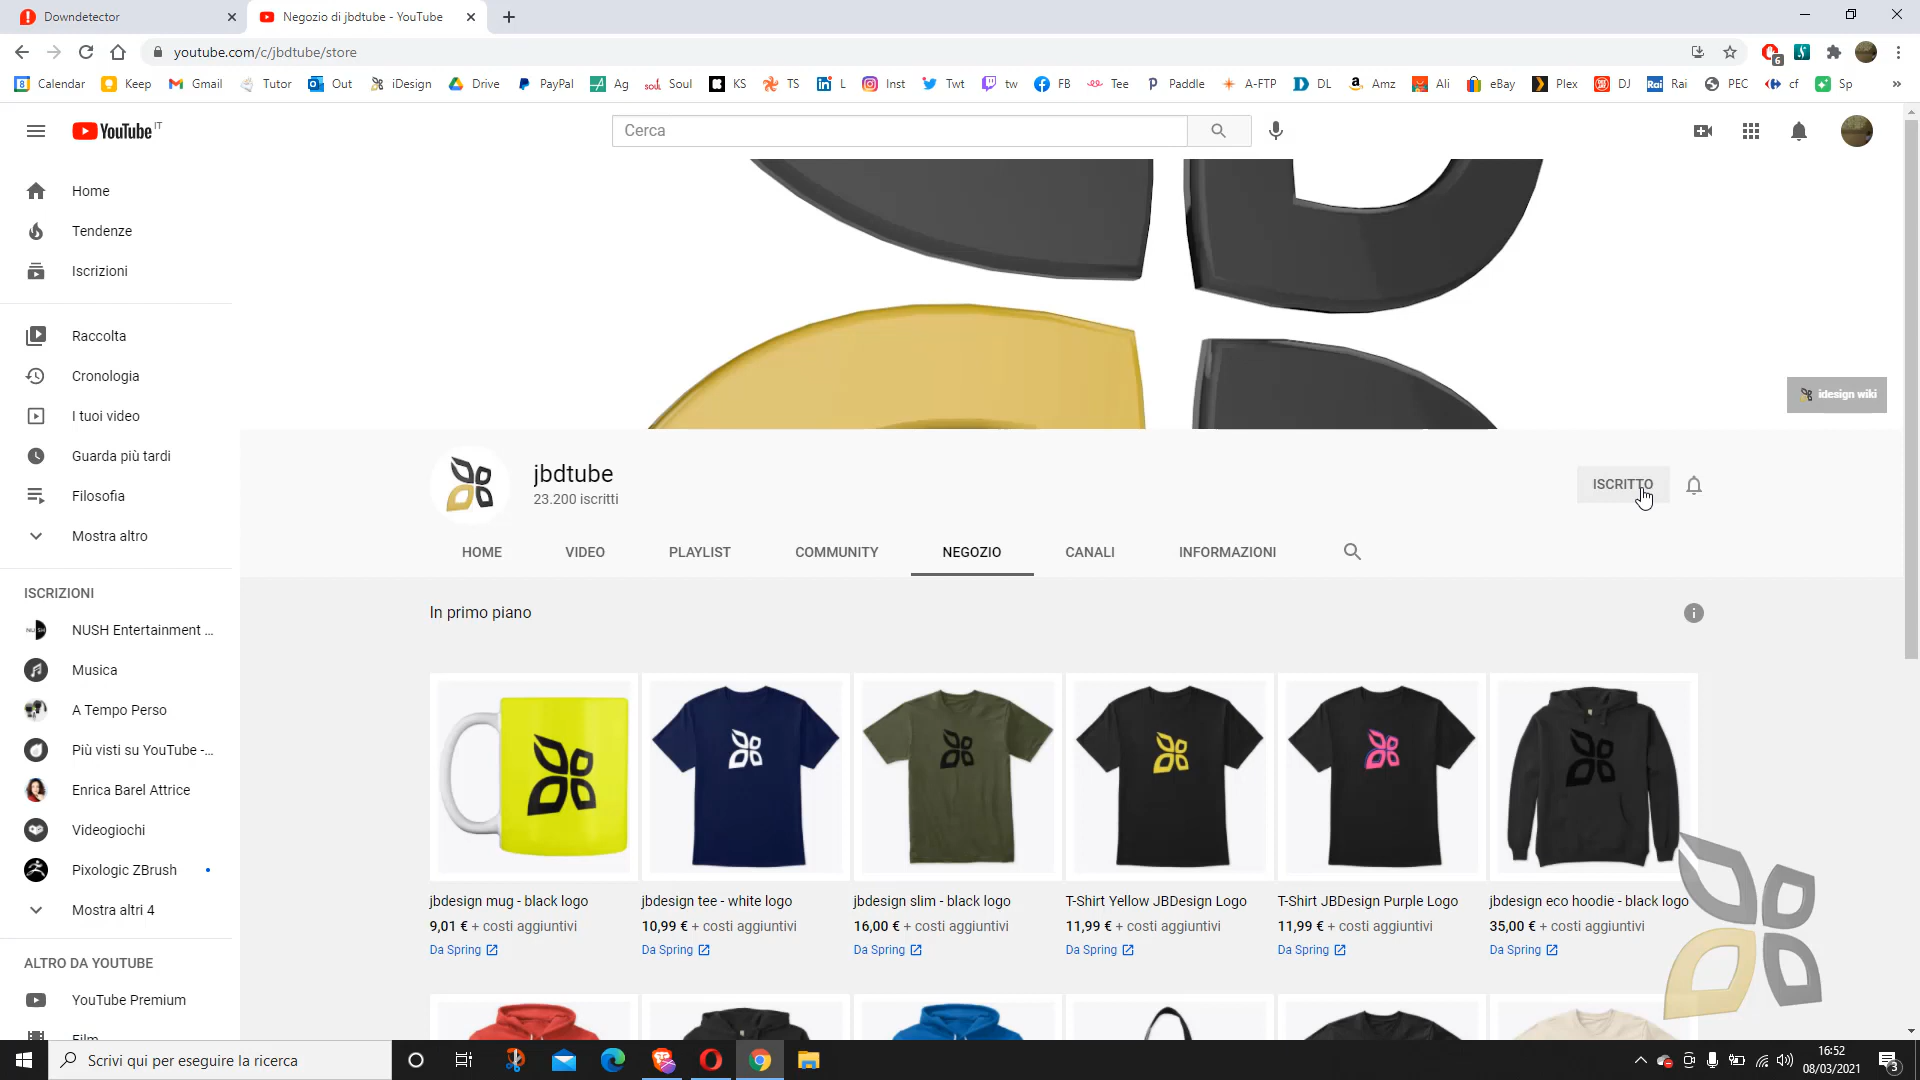 Downdetector
Negozio di jbdtube - YouTube
youtube.com/c/jbdtube/store
6
8 Calendar Keep Gmail Tutor Out iDesign Drive PayPal Ag soul Soul KS TS L Inst Twt tw FB Tee Paddle A-FTP DL Amz Ali eBay Plex DJ Rai Rai PEC cf Sp
YouTube IT
Cerca
Home
Tendenze
Iscrizioni
Raccolta
Cronologia
I tuoi video
Guarda più tardi
Filosofia
Mostra altro
ISCRIZIONI
NUSH Entertainment ...
Musica
A Tempo Perso
Più visti su YouTube -...
Enrica Barel Attrice
Videogiochi
Pixologic ZBrush
Mostra altri 4
ALTRO DA YOUTUBE
YouTube Premium
Film
idesign wiki
jbdtube
23.200 iscritti
ISCRITTO
HOME VIDEO PLAYLIST COMMUNITY NEGOZIO CANALI INFORMAZIONI
In primo piano
jbdesign mug - black logo
9,01 € + costi aggiuntivi
Da Spring
jbdesign tee - white logo
10,99 € + costi aggiuntivi
Da Spring
jbdesign slim - black logo
16,00 € + costi aggiuntivi
Da Spring
T-Shirt Yellow JBDesign Logo
11,99 € + costi aggiuntivi
Da Spring
T-Shirt JBDesign Purple Logo
11,99 € + costi aggiuntivi
Da Spring
jbdesign eco hoodie - black logo
35,00 € + costi aggiuntivi
Da Spring
Scrivi qui per eseguire la ricerca
16:52
08/03/2021
3